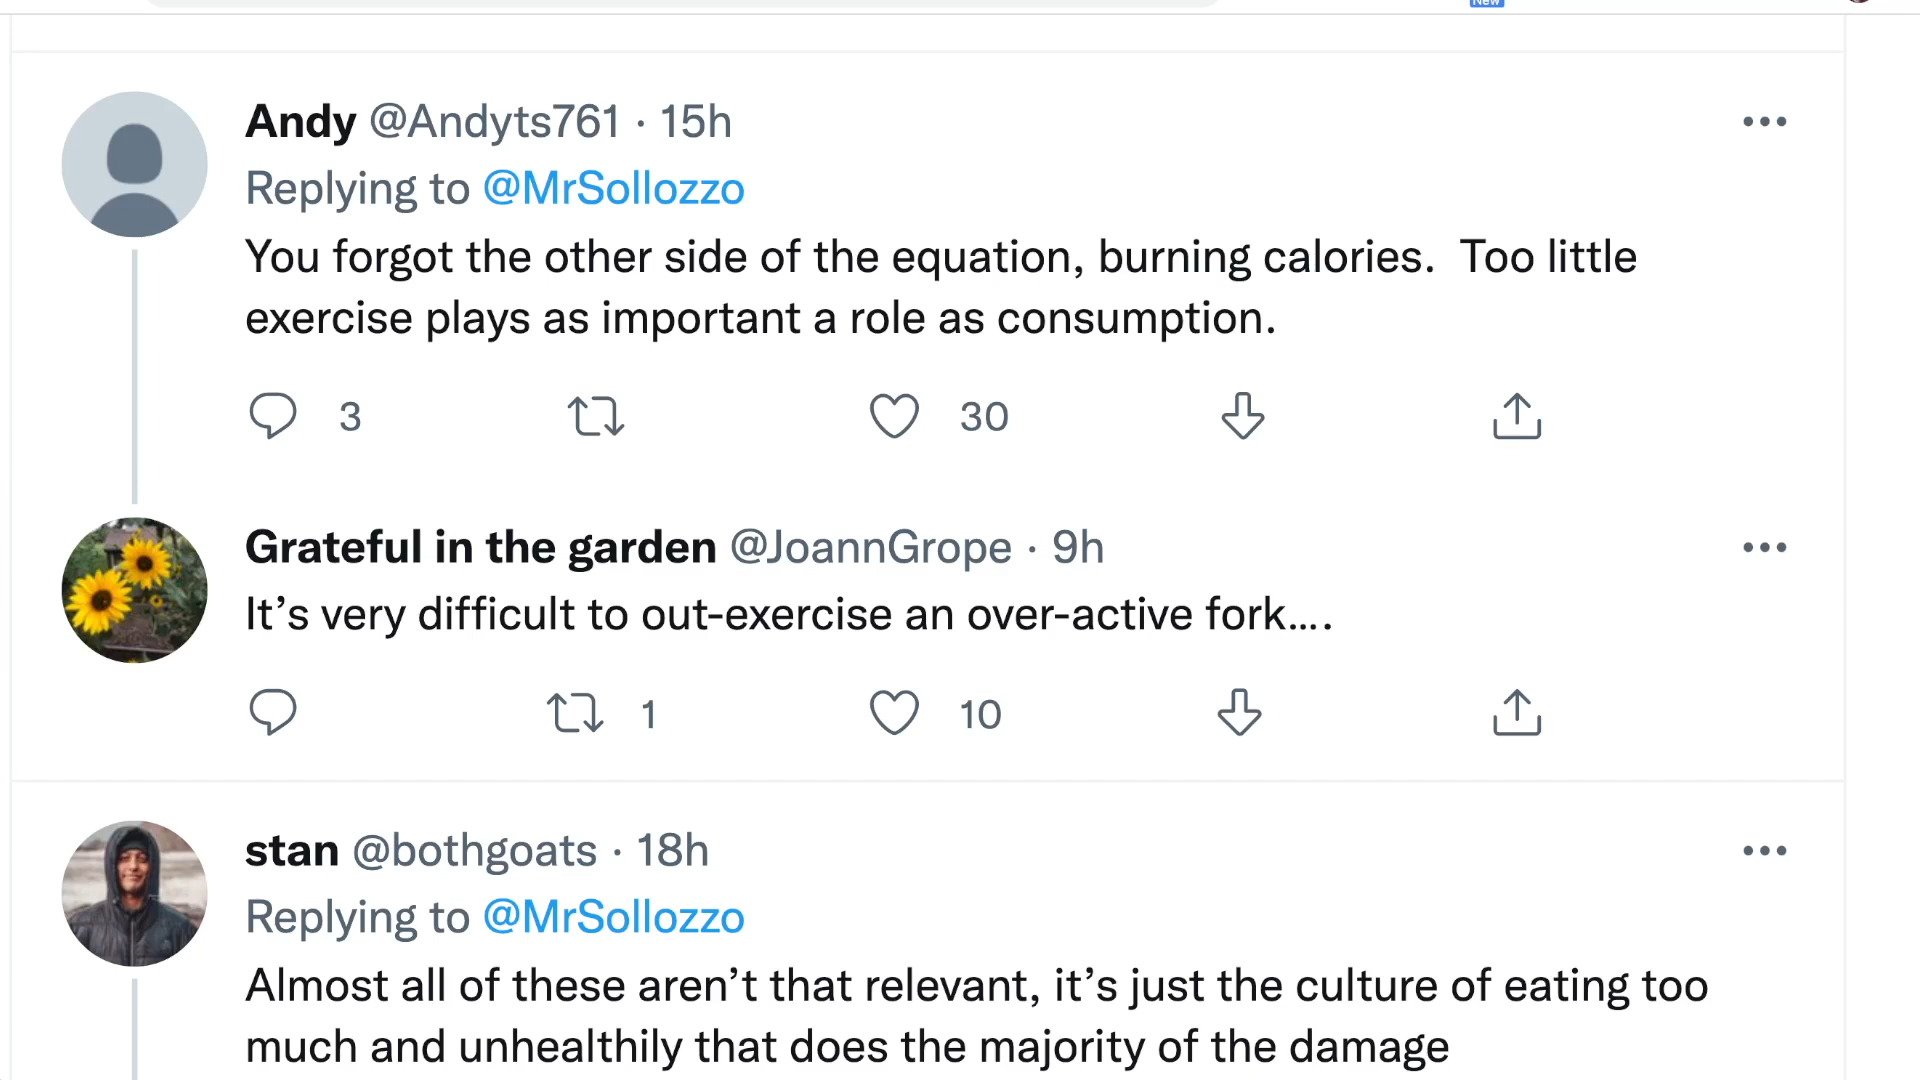 New
Andy @Andyts761 · 15h
Replying to @MrSollozzo
You forgot the other side of the equation, burning calories.  Too little
exercise plays as important a role as consumption.
3 30
Grateful in the garden @JoannGrope · 9h
It’s very difficult to out-exercise an over-active fork….
1 10
stan @bothgoats · 18h
Replying to @MrSollozzo
Almost all of these aren’t that relevant, it’s just the culture of eating too
much and unhealthily that does the majority of the damage